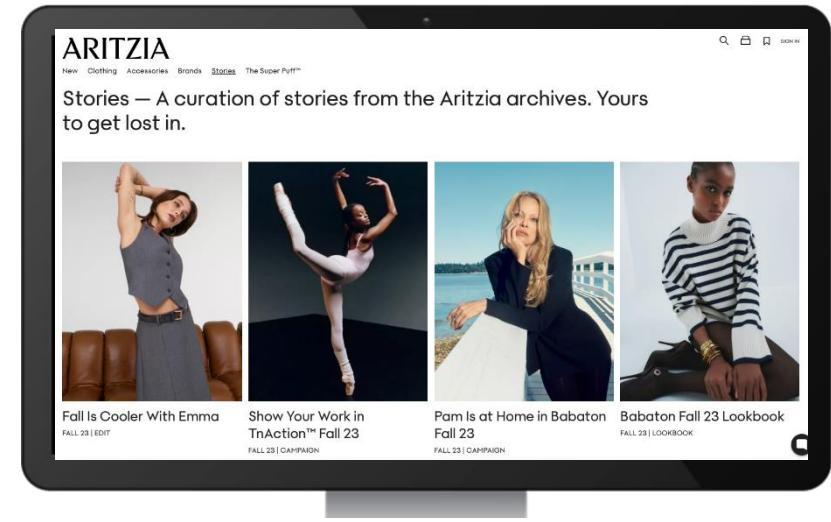 ARITZIA
SIGN IN
New Clothing Accessories Brands Stories The Super Puff™
Stories — A curation of stories from the Aritzia archives. Yours
to get lost in.
Fall Is Cooler With Emma
FALL 23 | EDIT
Show Your Work in
TnAction™ Fall 23
FALL 23 | CAMPAIGN
Pam Is at Home in Babaton
Fall 23
FALL 23 | CAMPAIGN
Babaton Fall 23 Lookbook
FALL 23 | LOOKBOOK